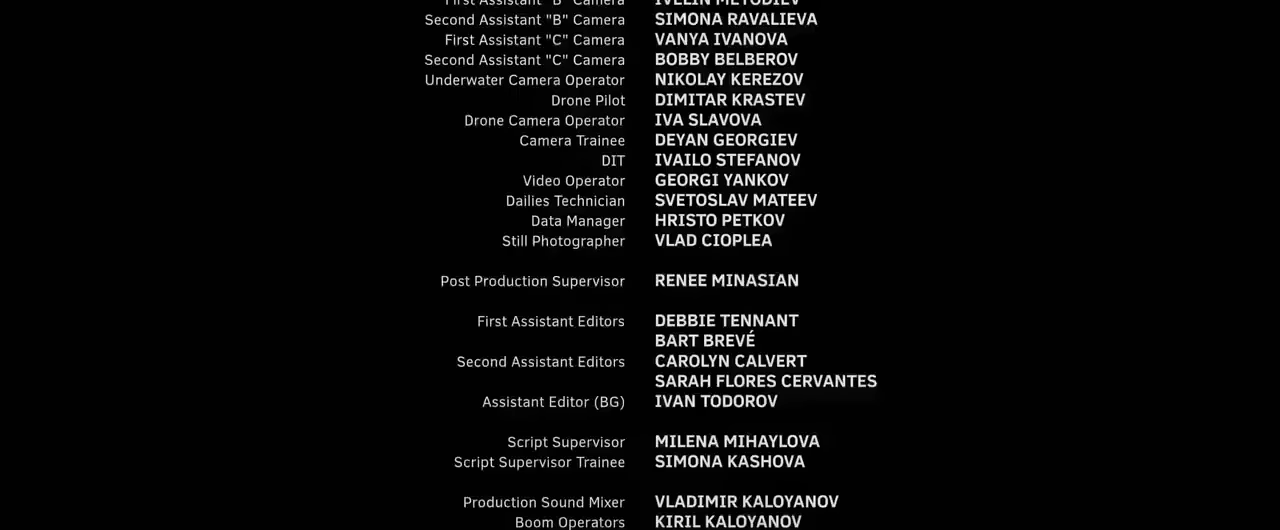 First Assistant "B" Camera IVELIN METODIEV
Second Assistant "B" Camera SIMONA RAVALIEVA
First Assistant "C" Camera VANYA IVANOVA
Second Assistant "C" Camera BOBBY BELBEROV
Underwater Camera Operator NIKOLAY KEREZOV
Drone Pilot DIMITAR KRASTEV
Drone Camera Operator IVA SLAVOVA
Camera Trainee DEYAN GEORGIEV
DIT IVAILO STEFANOV
Video Operator GEORGI YANKOV
Dailies Technician SVETOSLAV MATEEV
Data Manager HRISTO PETKOV
Still Photographer VLAD CIOPLEA
Post Production Supervisor RENEE MINASIAN
First Assistant Editors DEBBIE TENNANT
BART BREVÉ
Second Assistant Editors CAROLYN CALVERT
SARAH FLORES CERVANTES
Assistant Editor (BG) IVAN TODOROV
Script Supervisor MILENA MIHAYLOVA
Script Supervisor Trainee SIMONA KASHOVA
Production Sound Mixer VLADIMIR KALOYANOV
Boom Operators KIRIL KALOYANOV